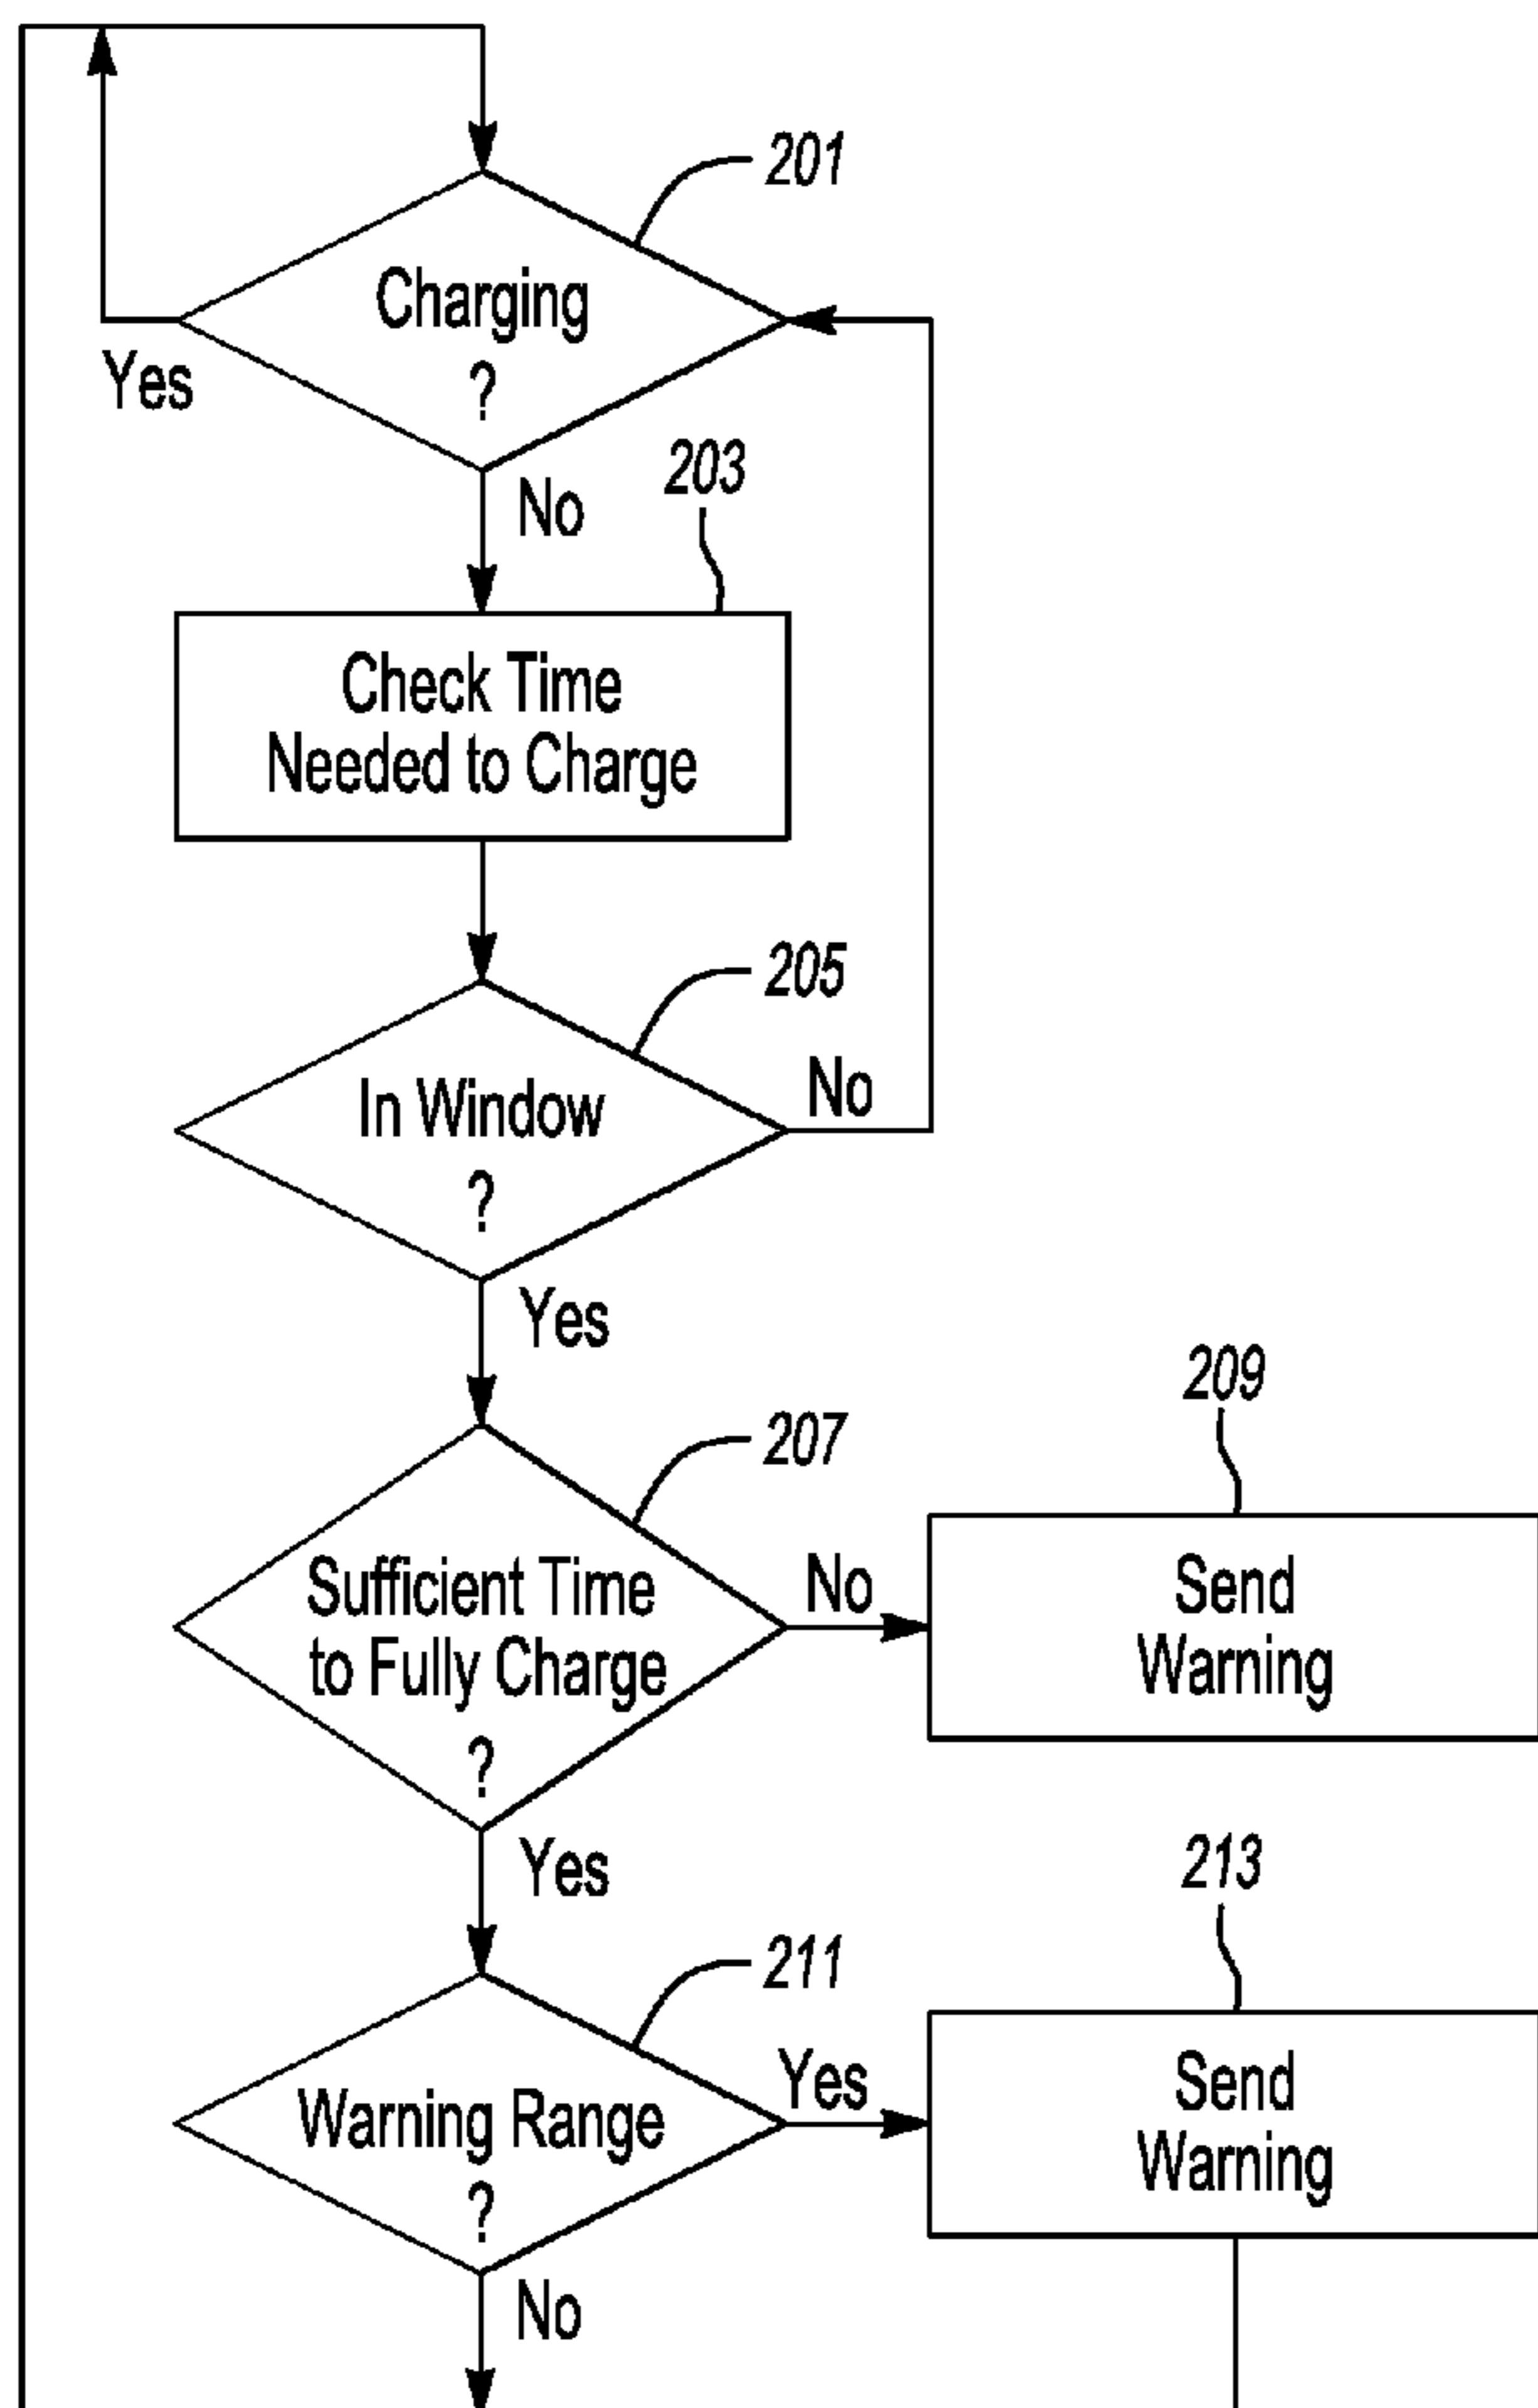 201
Charging
?
Yes
No
203
Check Time
Needed to Charge
205
In Window
?
No
Yes
207
Sufficient Time
to Fully Charge
?
No
Yes
209
Send
Warning
211
Warning Range
?
Yes
No
213
Send
Warning